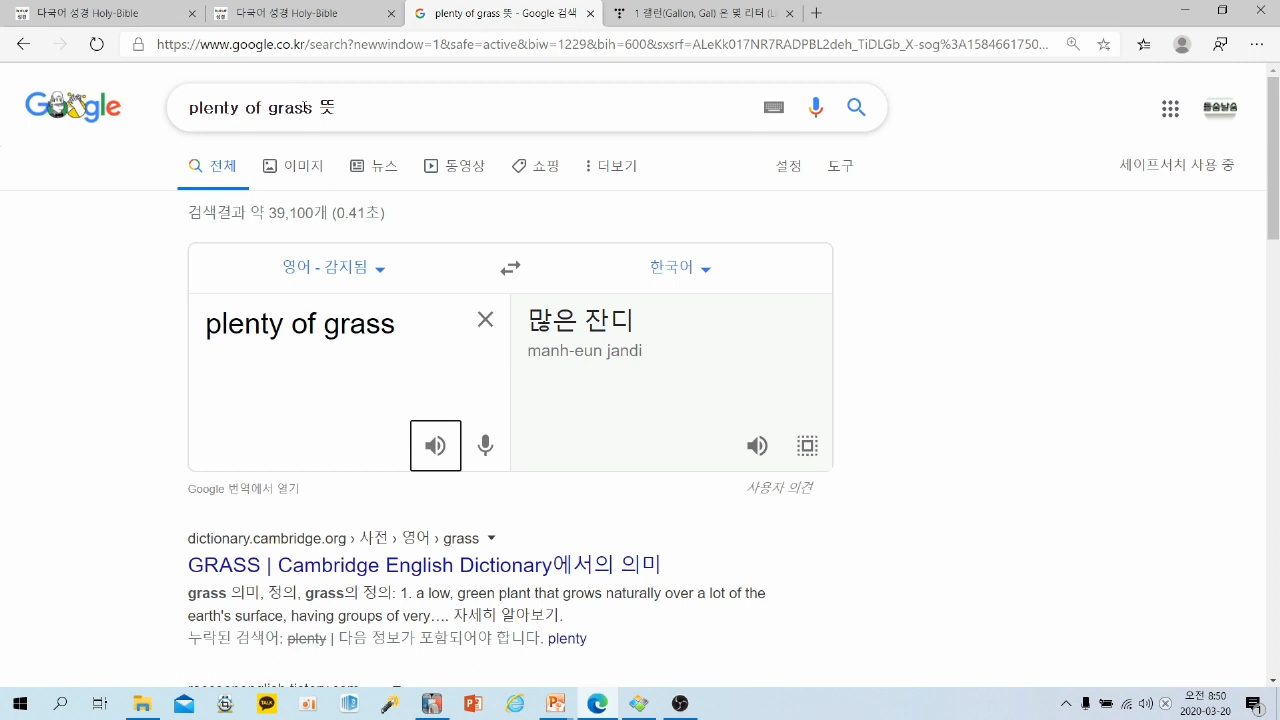 다국어 성경 Holy-Bible
다국어 성경 Holy-Bible
plenty of grass 뜻 - Google 검색
1 갤런(Gallon, Gal) 은 몇 리터 (Li
https://www.google.co.kr/search?newwindow=1&safe=active&biw=1229&bih=600&sxsrf=ALeKk017NR7RADPBL2deh_TiDLGb_X-sog%3A1584661750...
Google
plenty of grass 뜻
전체 이미지 뉴스 동영상 쇼핑 더보기 설정 도구
세이프서치 사용 중
검색결과 약 39,100개 (0.41초)
영어 - 감지됨
한국어
plenty of grass
많은 잔디
manh-eun jandi
Google 번역에서 열기
사용자 의견
dictionary.cambridge.org › 사전 › 영어 › grass
GRASS | Cambridge English Dictionary에서의 의미
grass 의미, 정의, grass의 정의: 1. a low, green plant that grows naturally over a lot of the
earth's surface, having groups of very…. 자세히 알아보기.
누락된 검색어: plenty | 다음 정보가 포함되어야 합니다. plenty
오전 8:50
2020-03-20